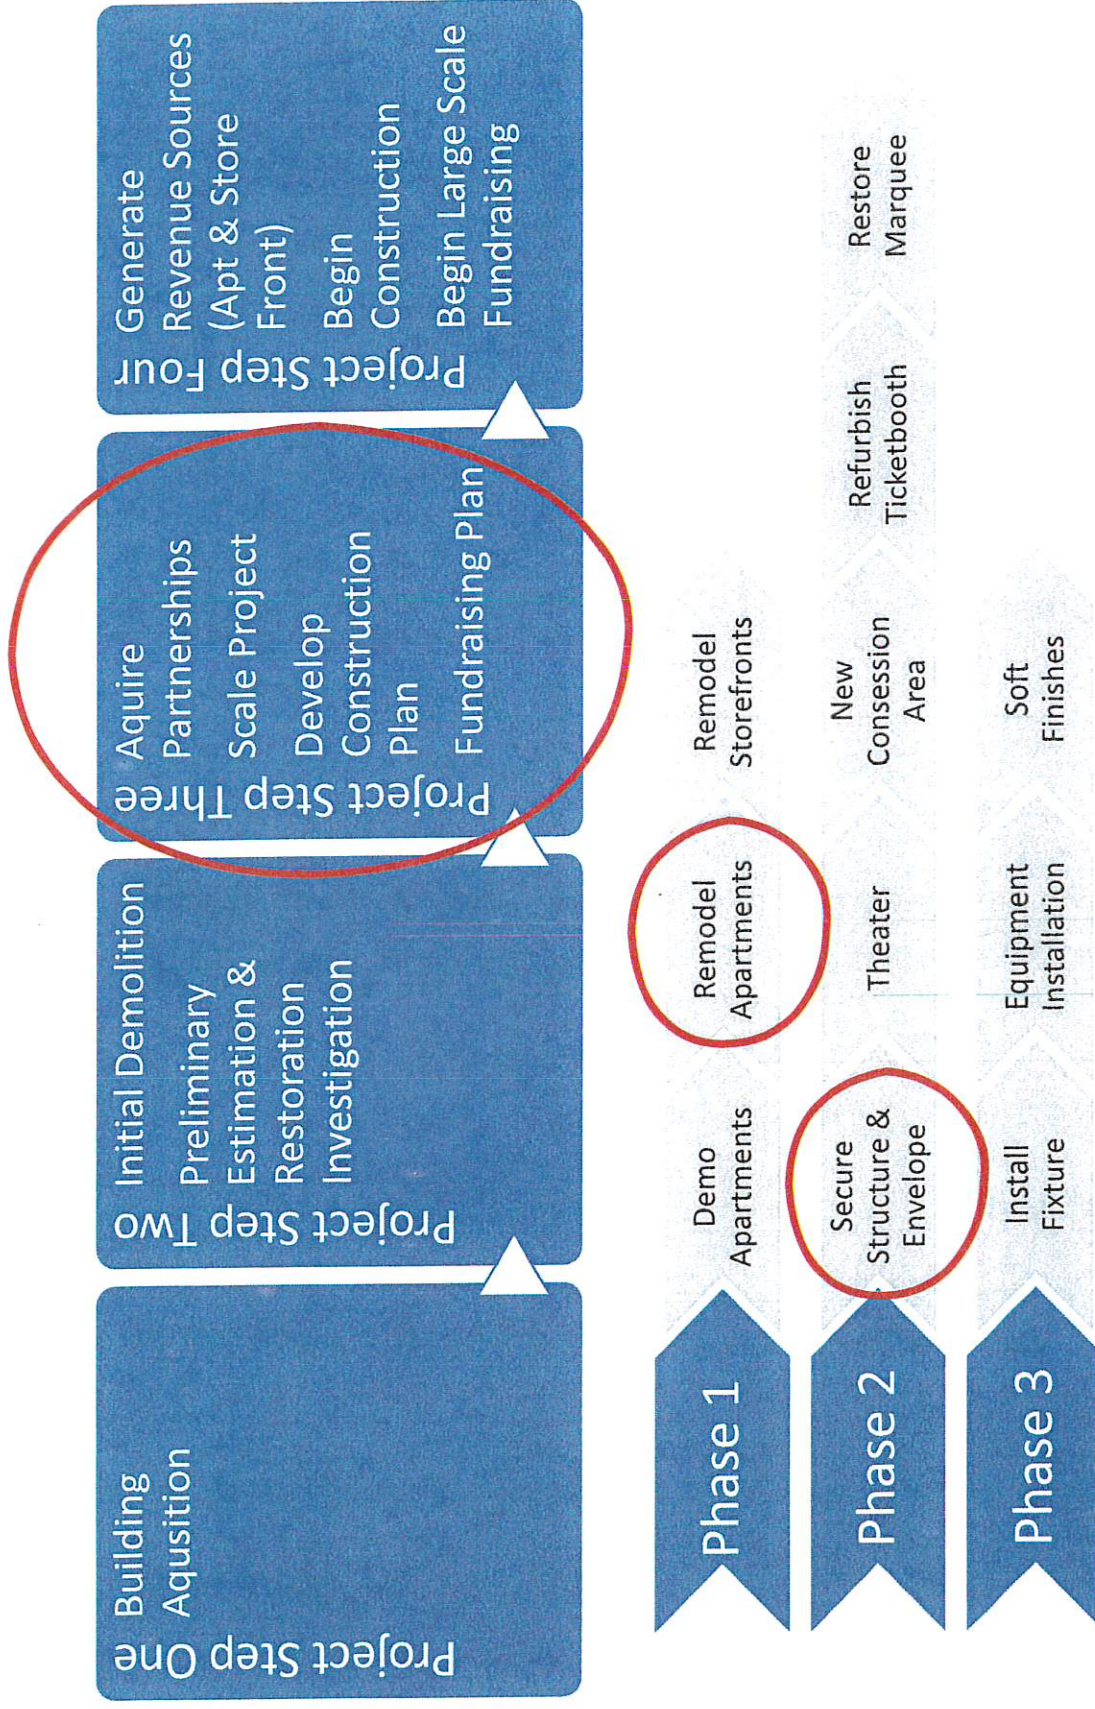 Project Step One
Building
Aqusition
Project Step Two
Initial Demolition
Preliminary
Estimation &
Restoration
Investigation
Project Step Three
Aquire
Partnerships
Scale Project
Develop
Construction
Plan
Fundraising Plan
Project Step Four
Generate
Revenue Sources
(Apt & Store
Front)
Begin
Construction
Begin Large Scale
Fundraising
Phase 1
Demo
Apartments
Remodel
Apartments
Remodel
Storefronts
Phase 2
Secure
Structure &
Envelope
Theater
New
Consession
Area
Refurbish
Ticketbooth
Restore
Marquee
Phase 3
Install
Fixture
Equipment
Installation
Soft
Finishes